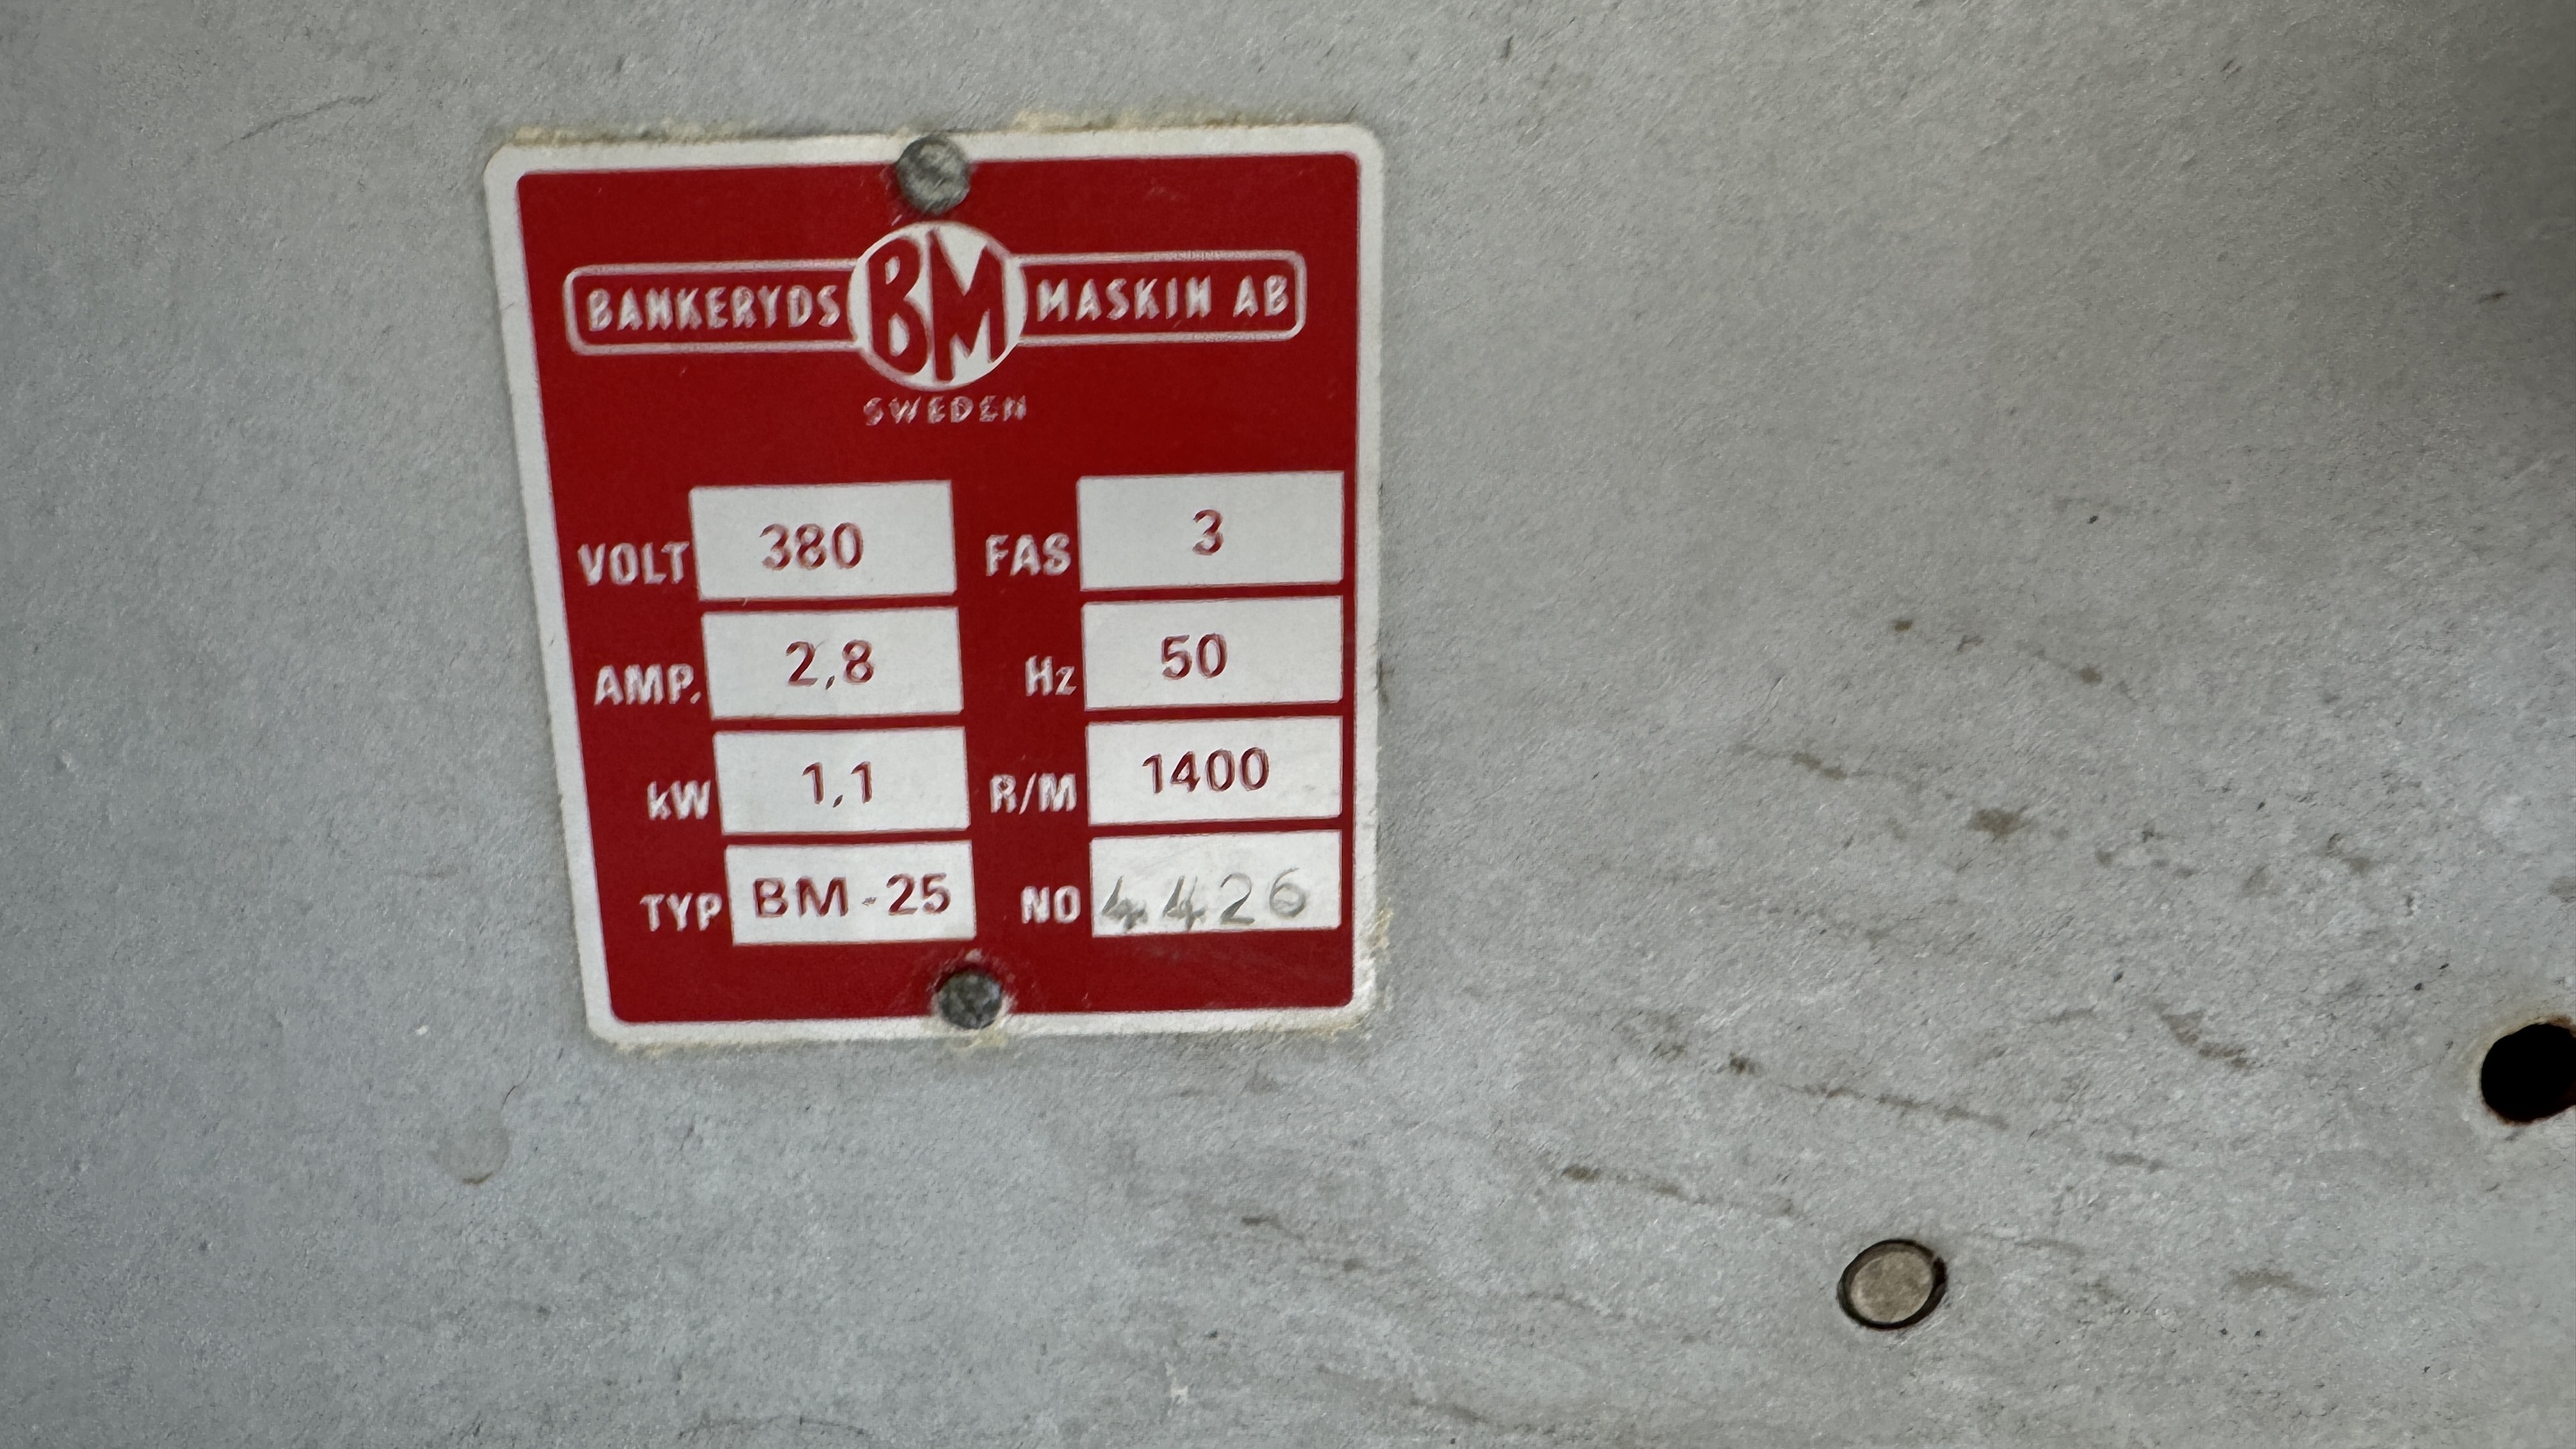 BANKERYDS BM MASKIN AB
SWEDEN
VOLT 380 FAS 3
AMP. 2,8 Hz 50
kW 1,1 R/M 1400
TYP BM-25 NO 4426